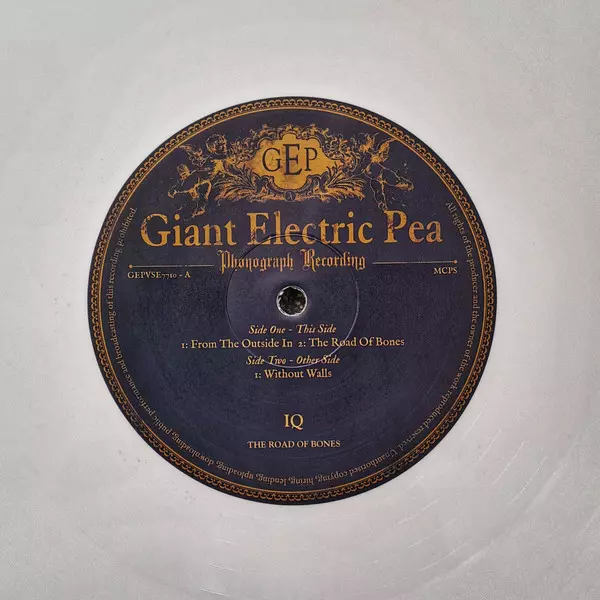 GEP
Giant Electric Pea
Phonograph Recording
GEPVSE7710 - A
MCPS
Side One - This Side
1: From The Outside In 2: The Road Of Bones
Side Two - Other Side
1: Without Walls
IQ
THE ROAD OF BONES
All rights of the producer and the owner of the work reproduced reserved. Unauthorised copying, hiring, lending, uploading, downloading, public performance and broadcasting of this recording prohibited.